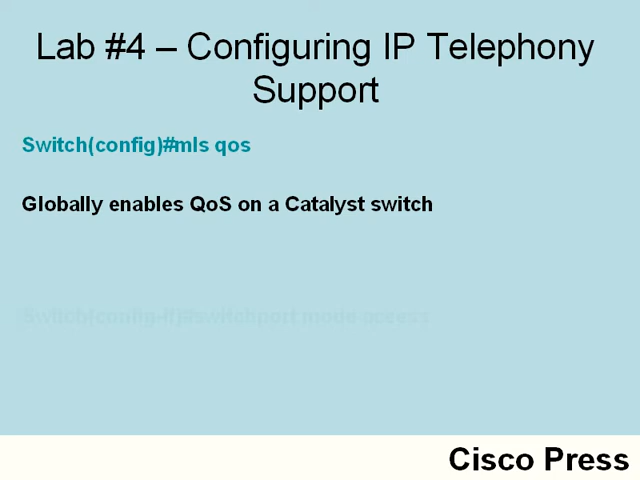 Lab #4 – Configuring IP Telephony
Support
Switch(config)#mls qos
Globally enables QoS on a Catalyst switch
Switch(config-if)#switchport mode access
Cisco Press